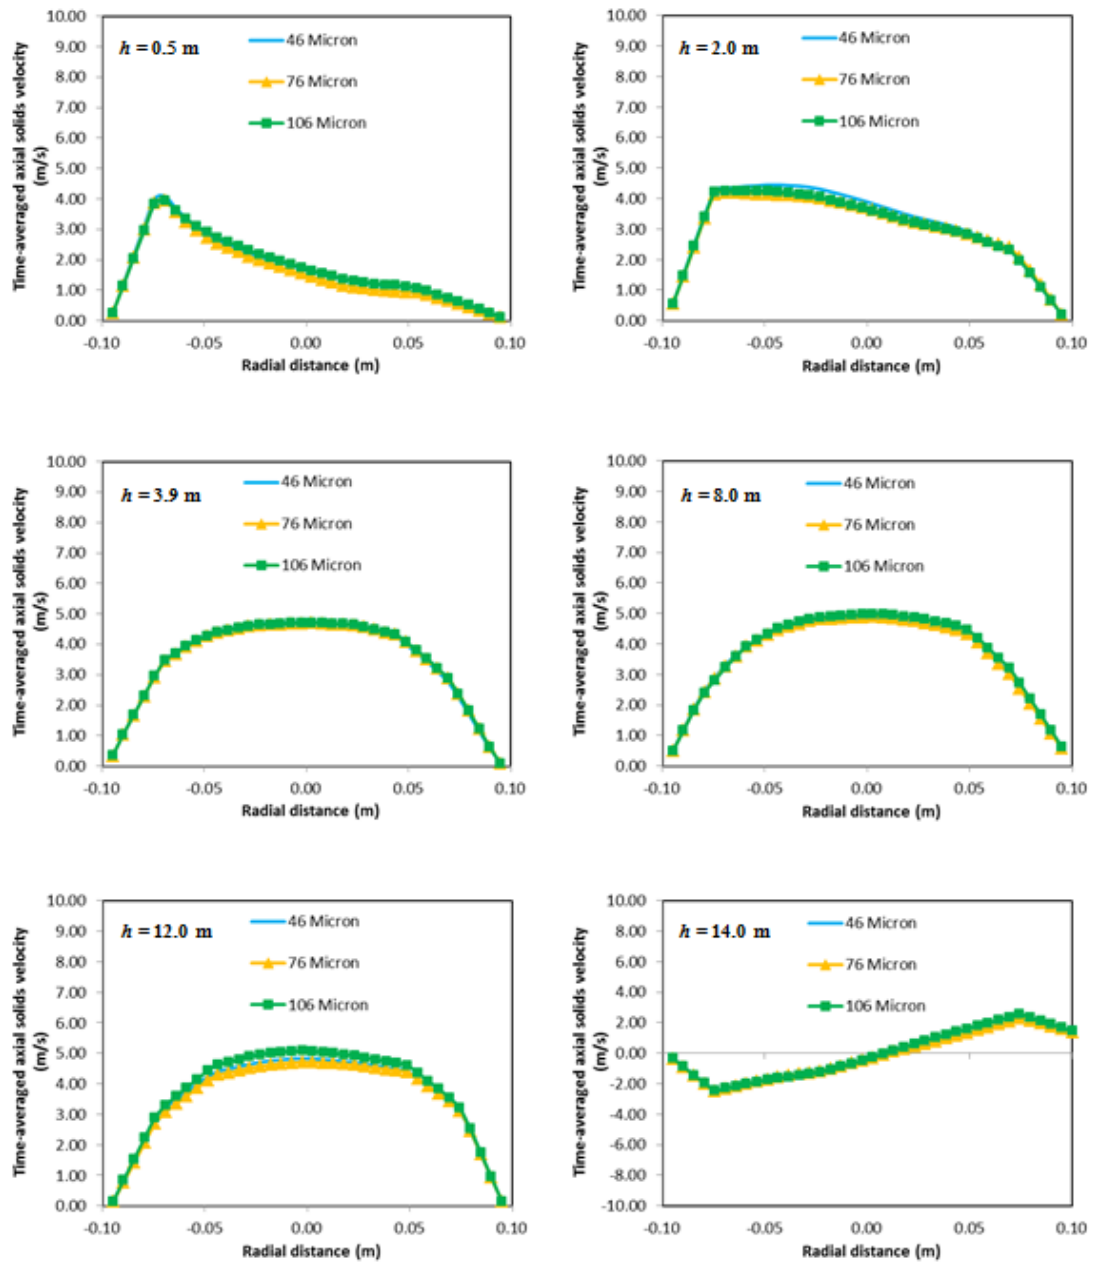 10.00
9.00
8.00
7.00
6.00
5.00
4.00
3.00
2.00
1.00
0.00
-0.10
-0.05
0.00
0.05
0.10
Time-averaged axial solids velocity
(m/s)
Radial distance (m)
h = 0.5 m
46 Micron
76 Micron
106 Micron
10.00
9.00
8.00
7.00
6.00
5.00
4.00
3.00
2.00
1.00
0.00
-0.10
-0.05
0.00
0.05
0.10
Time-averaged axial solids velocity
(m/s)
Radial distance (m)
h = 2.0 m
46 Micron
76 Micron
106 Micron
10.00
9.00
8.00
7.00
6.00
5.00
4.00
3.00
2.00
1.00
0.00
-0.10
-0.05
0.00
0.05
0.10
Time-averaged axial solids velocity
(m/s)
Radial distance (m)
h = 3.9 m
46 Micron
76 Micron
106 Micron
10.00
9.00
8.00
7.00
6.00
5.00
4.00
3.00
2.00
1.00
0.00
-0.10
-0.05
0.00
0.05
0.10
Time-averaged axial solids velocity
(m/s)
Radial distance (m)
h = 8.0 m
46 Micron
76 Micron
106 Micron
10.00
9.00
8.00
7.00
6.00
5.00
4.00
3.00
2.00
1.00
0.00
-0.10
-0.05
0.00
0.05
0.10
Time-averaged axial solids velocity
(m/s)
Radial distance (m)
h = 12.0 m
46 Micron
76 Micron
106 Micron
10.00
8.00
6.00
4.00
2.00
0.00
-2.00
-4.00
-6.00
-8.00
-10.00
-0.10
-0.05
0.00
0.05
0.10
Time-averaged axial solids velocity
(m/s)
Radial distance (m)
h = 14.0 m
46 Micron
76 Micron
106 Micron